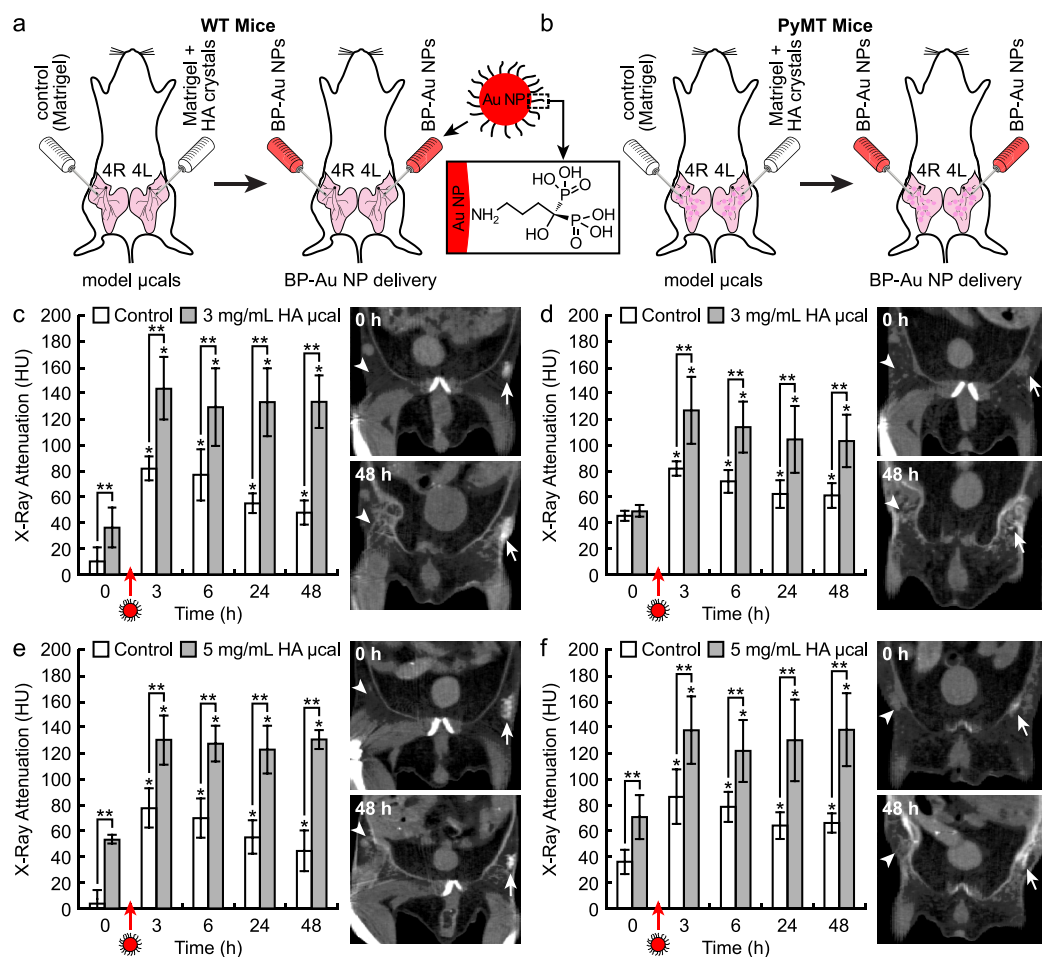 a
WT Mice
control
(Matrigel)
Matrigel +
HA crystals
4R 4L
model µcals
BP-Au NPs
BP-Au NPs
4R 4L
BP-Au NP delivery
Au NP
Au NP
NH2
HO
OH
P
O
HO
P
OH
OH
O
b
PyMT Mice
control
(Matrigel)
Matrigel +
HA crystals
4R 4L
model µcals
BP-Au NPs
BP-Au NPs
4R 4L
BP-Au NP delivery
c
Control 3 mg/mL HA µcal
X-Ray Attenuation (HU)
200
180
160
140
120
100
80
60
40
20
0
** ** ** ** **
* * * * * * * *
0 3 6 24 48
Time (h)
0 h
48 h
d
Control 3 mg/mL HA µcal
X-Ray Attenuation (HU)
200
180
160
140
120
100
80
60
40
20
0
** ** ** **
* * * * * * * *
0 3 6 24 48
Time (h)
0 h
48 h
e
Control 5 mg/mL HA µcal
X-Ray Attenuation (HU)
200
180
160
140
120
100
80
60
40
20
0
** ** ** ** **
* * * * * * * *
0 3 6 24 48
Time (h)
0 h
48 h
f
Control 5 mg/mL HA µcal
X-Ray Attenuation (HU)
200
180
160
140
120
100
80
60
40
20
0
** ** ** ** **
* * * * * * * *
0 3 6 24 48
Time (h)
0 h
48 h